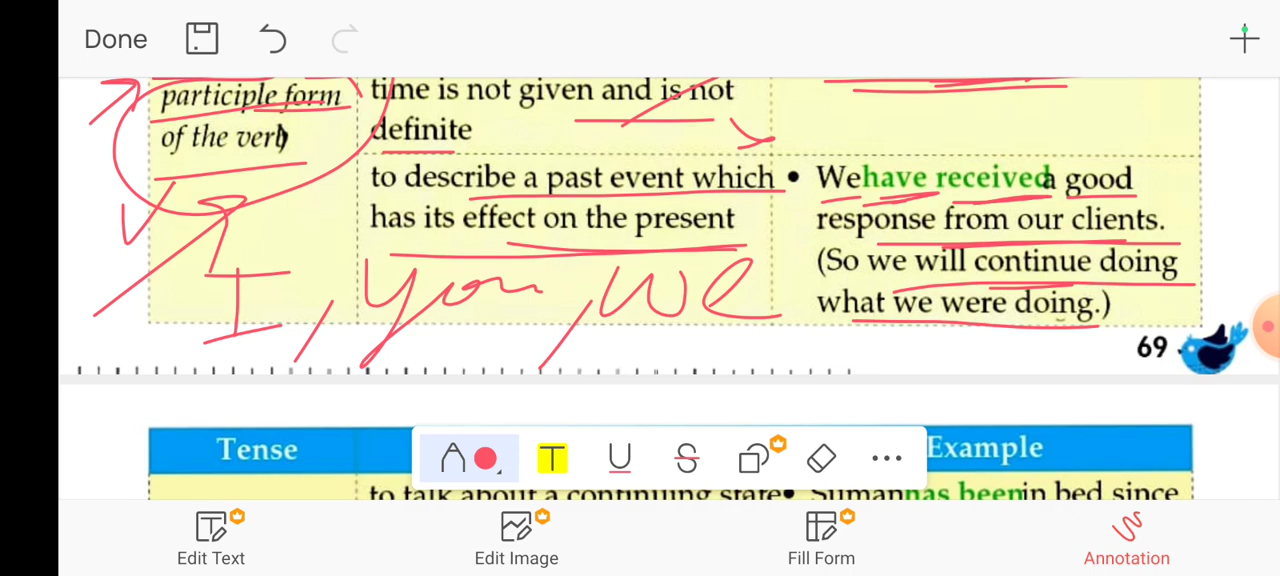 Done
participle form
of the verb)
time is not given and is not
definite
to describe a past event which
has its effect on the present
• We have received a good
response from our clients.
(So we will continue doing
what we were doing.)
I, you, we
69
Tense
Example
to talk about a continuing state
• Suman has been in bed since
T
U
S
Edit Text
Edit Image
Fill Form
Annotation